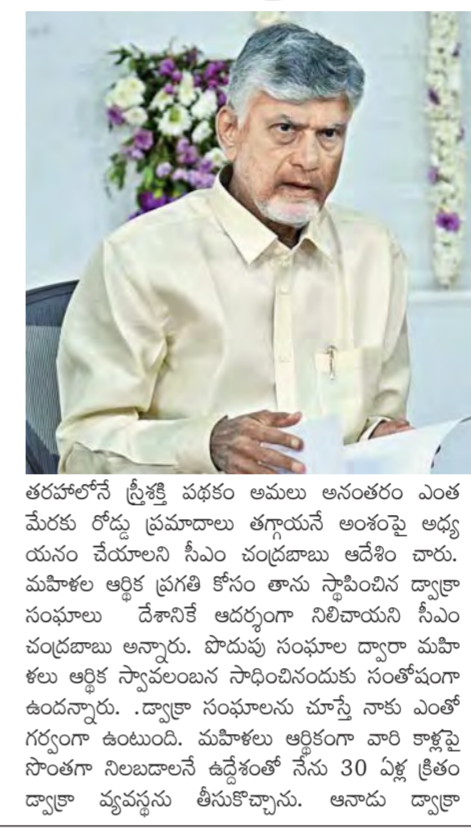 తరహాలోనే స్త్రీశక్తి పథకం అమలు అనంతరం ఎంత
మేరకు రోడ్డు ప్రమాదాలు తగ్గాయనే అంశంపై అధ్య
యనం చేయాలని సీఎం చంద్రబాబు ఆదేశిం చారు.
మహిళల ఆర్థిక ప్రగతి కోసం తాను స్థాపించిన డ్వాక్రా
సంఘాలు దేశానికే ఆదర్శంగా నిలిచాయని సీఎం
చంద్రబాబు అన్నారు. పొదుపు సంఘాల ద్వారా మహి
ళలు ఆర్థిక స్వావలంబన సాధించినందుకు సంతోషంగా
ఉందన్నారు. .డ్వాక్రా సంఘాలను చూస్తే నాకు ఎంతో
గర్వంగా ఉంటుంది. మహిళలు ఆర్థికంగా వారి కాళ్లపై
సొంతగా నిలబడాలనే ఉద్దేశంతో నేను 30 ఏళ్ల క్రితం
డ్వాక్రా వ్యవస్థను తీసుకొచ్చాను. ఆనాడు డ్వాక్రా